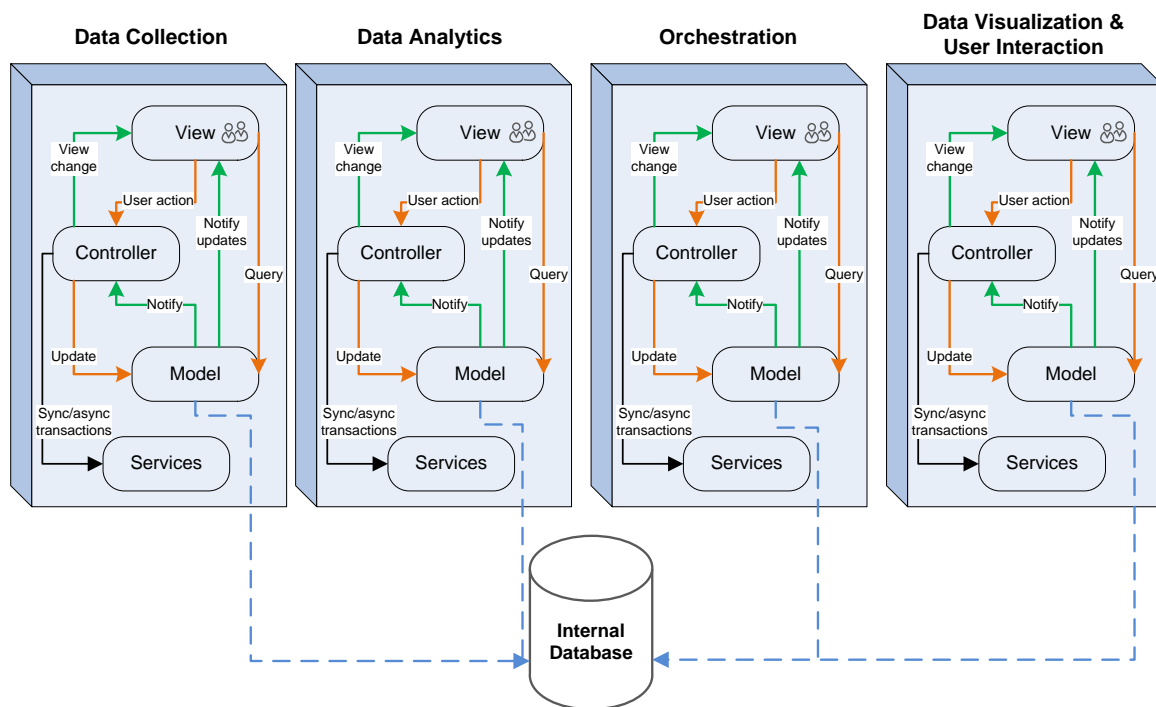 Data Collection
Data Analytics
Orchestration
Data Visualization &
User Interaction
View
View
change
User action
Notify
updates
Controller
Query
Notify
Update
Model
Sync/async
transactions
Services
View
View
change
User action
Notify
updates
Controller
Query
Notify
Update
Model
Sync/async
transactions
Services
View
View
change
User action
Notify
updates
Controller
Query
Notify
Update
Model
Sync/async
transactions
Services
View
View
change
User action
Notify
updates
Controller
Query
Notify
Update
Model
Sync/async
transactions
Services
Internal
Database